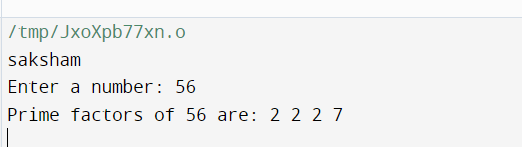 /tmp/JxoXpb77xn.o
saksham
Enter a number: 56
Prime factors of 56 are: 2 2 2 7